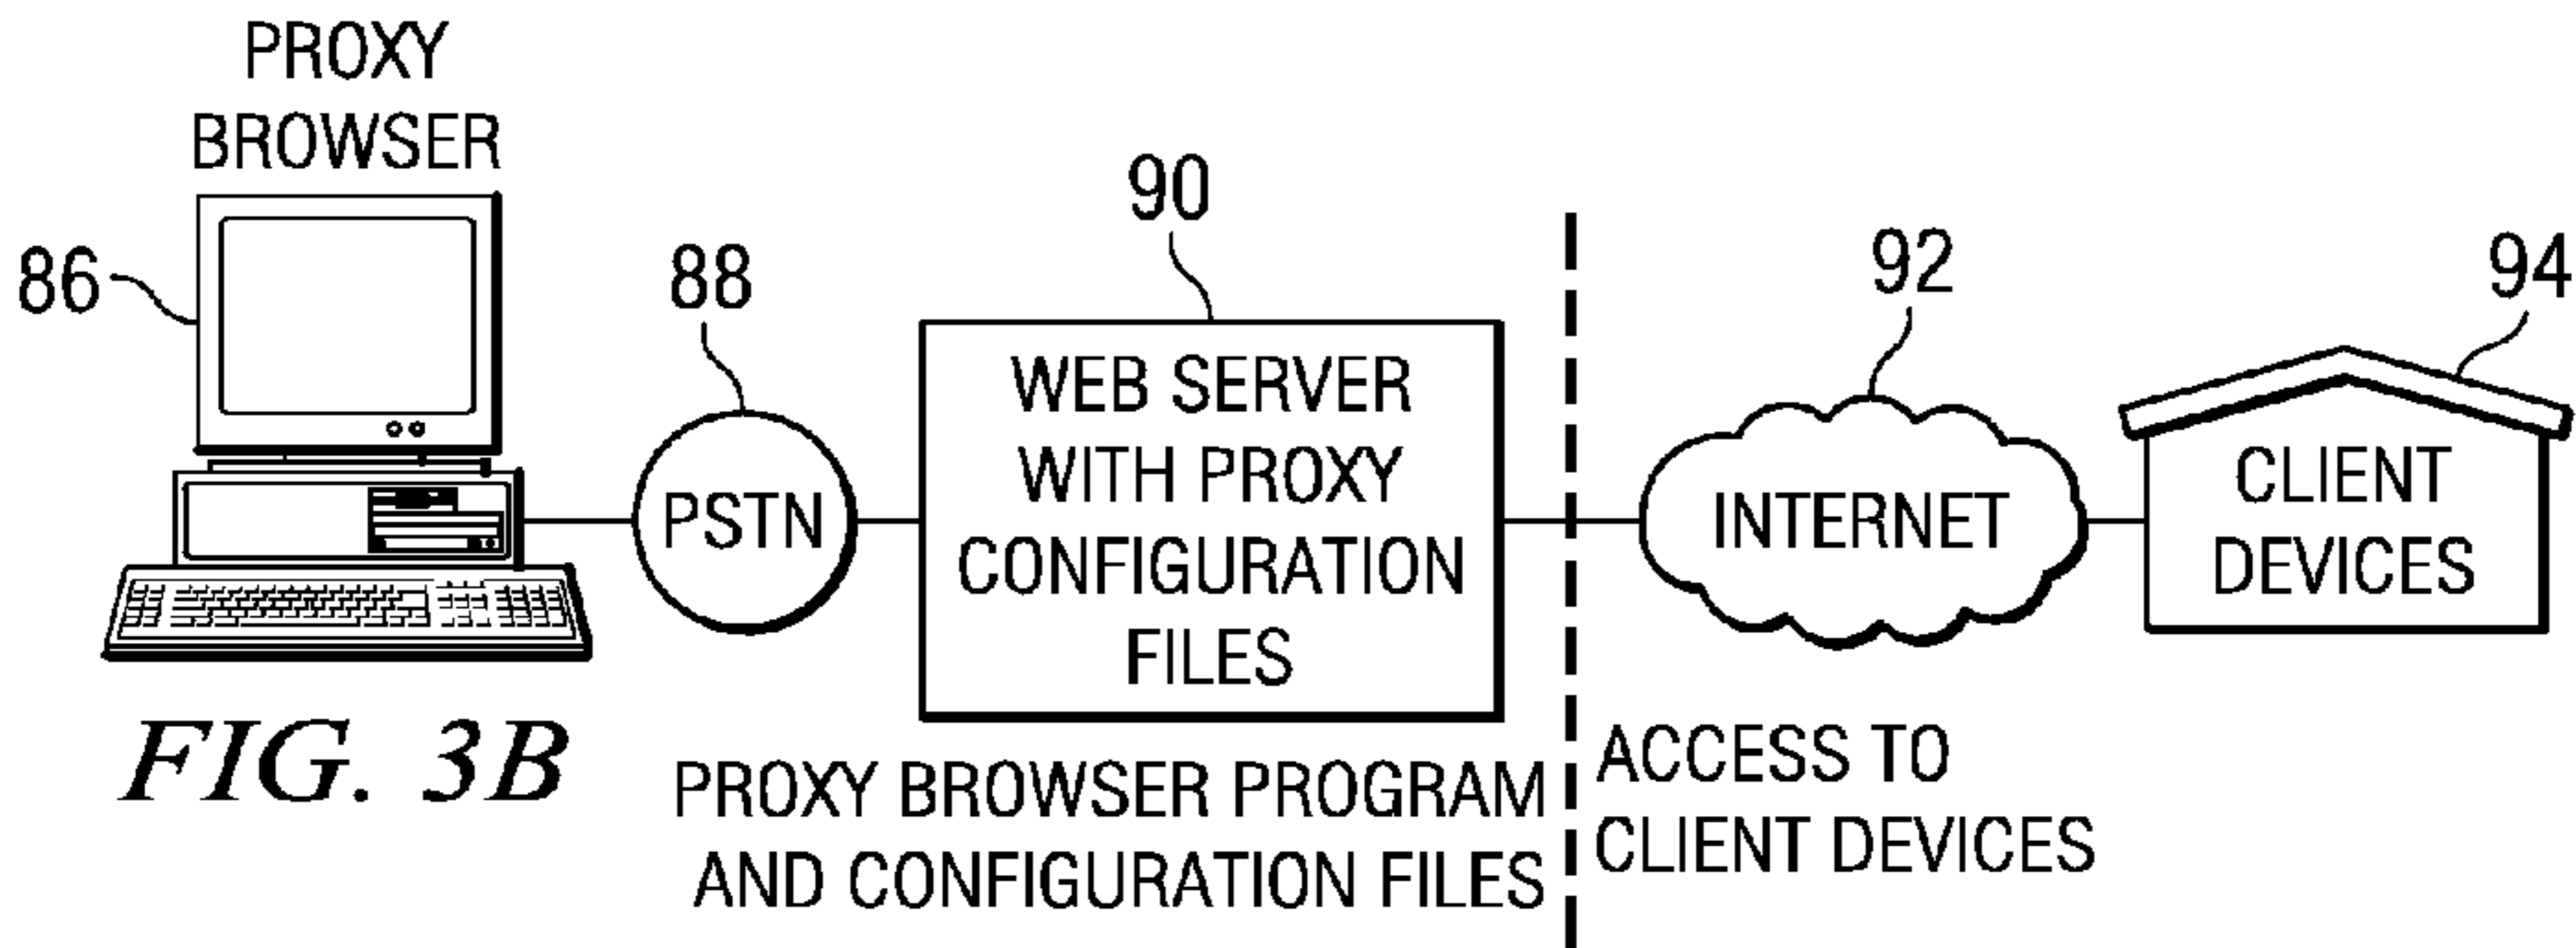 PROXY
BROWSER
86
88
PSTN
90
WEB SERVER
WITH PROXY
CONFIGURATION
FILES
92
INTERNET
94
CLIENT
DEVICES
FIG. 3B
PROXY BROWSER PROGRAM
AND CONFIGURATION FILES
ACCESS TO
CLIENT DEVICES